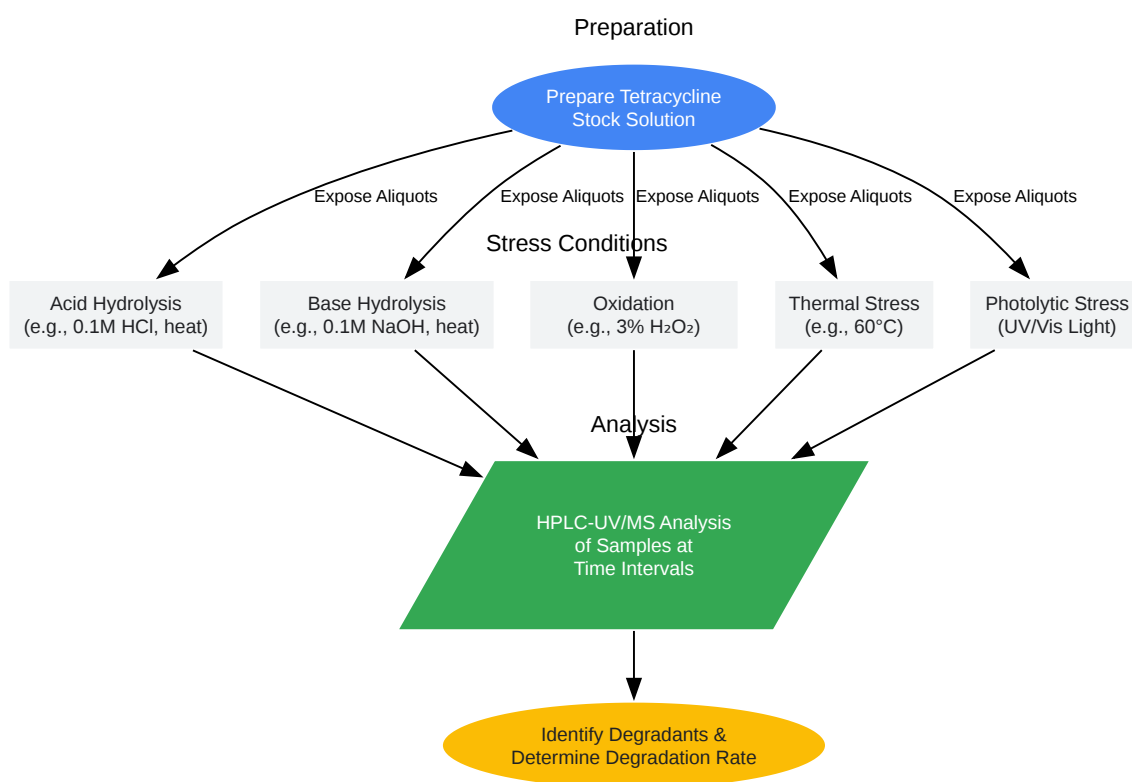 Preparation
Prepare Tetracycline
Stock Solution
Expose Aliquots
Expose Aliquots
Expose Aliquots
Expose Aliquots
Expose Aliquots
Stress Conditions
Acid Hydrolysis
(e.g., 0.1M HCl, heat)
Base Hydrolysis
(e.g., 0.1M NaOH, heat)
Oxidation
(e.g., 3% H₂O₂)
Thermal Stress
(e.g., 60°C)
Photolytic Stress
(UV/Vis Light)
Analysis
HPLC-UV/MS Analysis
of Samples at
Time Intervals
Identify Degradants &
Determine Degradation Rate